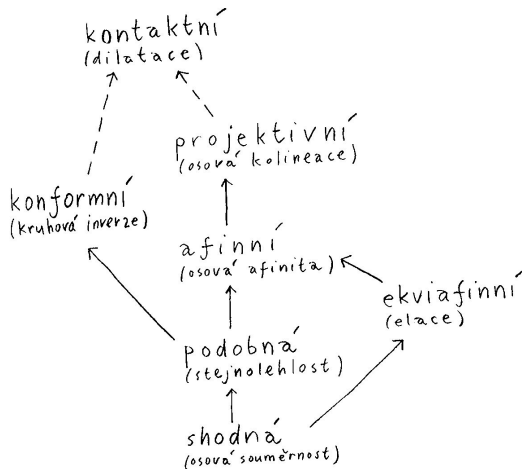 kontaktní
(dilatace)
projektivní
(osová kolineace)
konformní
(kruhová inverze)
afinní
(osová afinita)
ekviafinní
(elace)
podobná
(stejnolehlost)
shodná
(osová souměrnost)